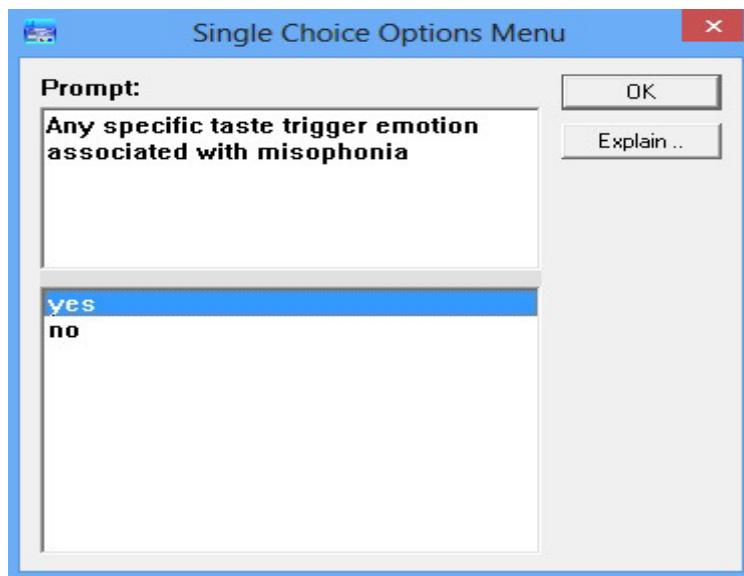 Single Choice Options Menu
Prompt:
OK
Any specific taste trigger emotion
associated with misophonia
Explain ..
yes
no